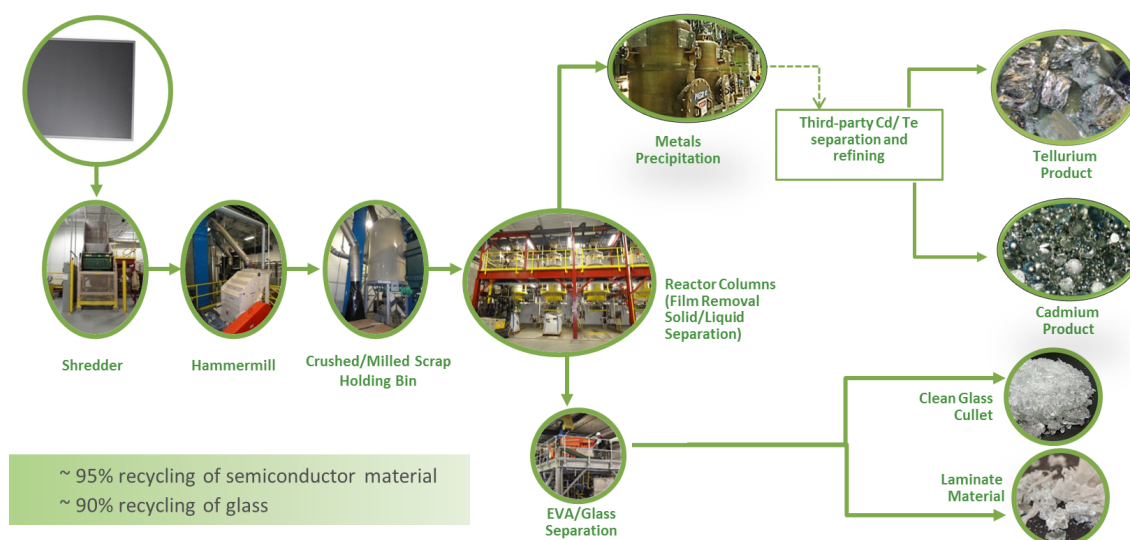 Metals
Precipitation
Third-party Cd/ Te
separation and
refining
Tellurium
Product
Shredder
Hammermill
Crushed/Milled Scrap
Holding Bin
Reactor Columns
(Film Removal
Solid/Liquid
Separation)
Cadmium
Product
Clean Glass
Cullet
EVA/Glass
Separation
Laminate
Material
~ 95% recycling of semiconductor material
~ 90% recycling of glass